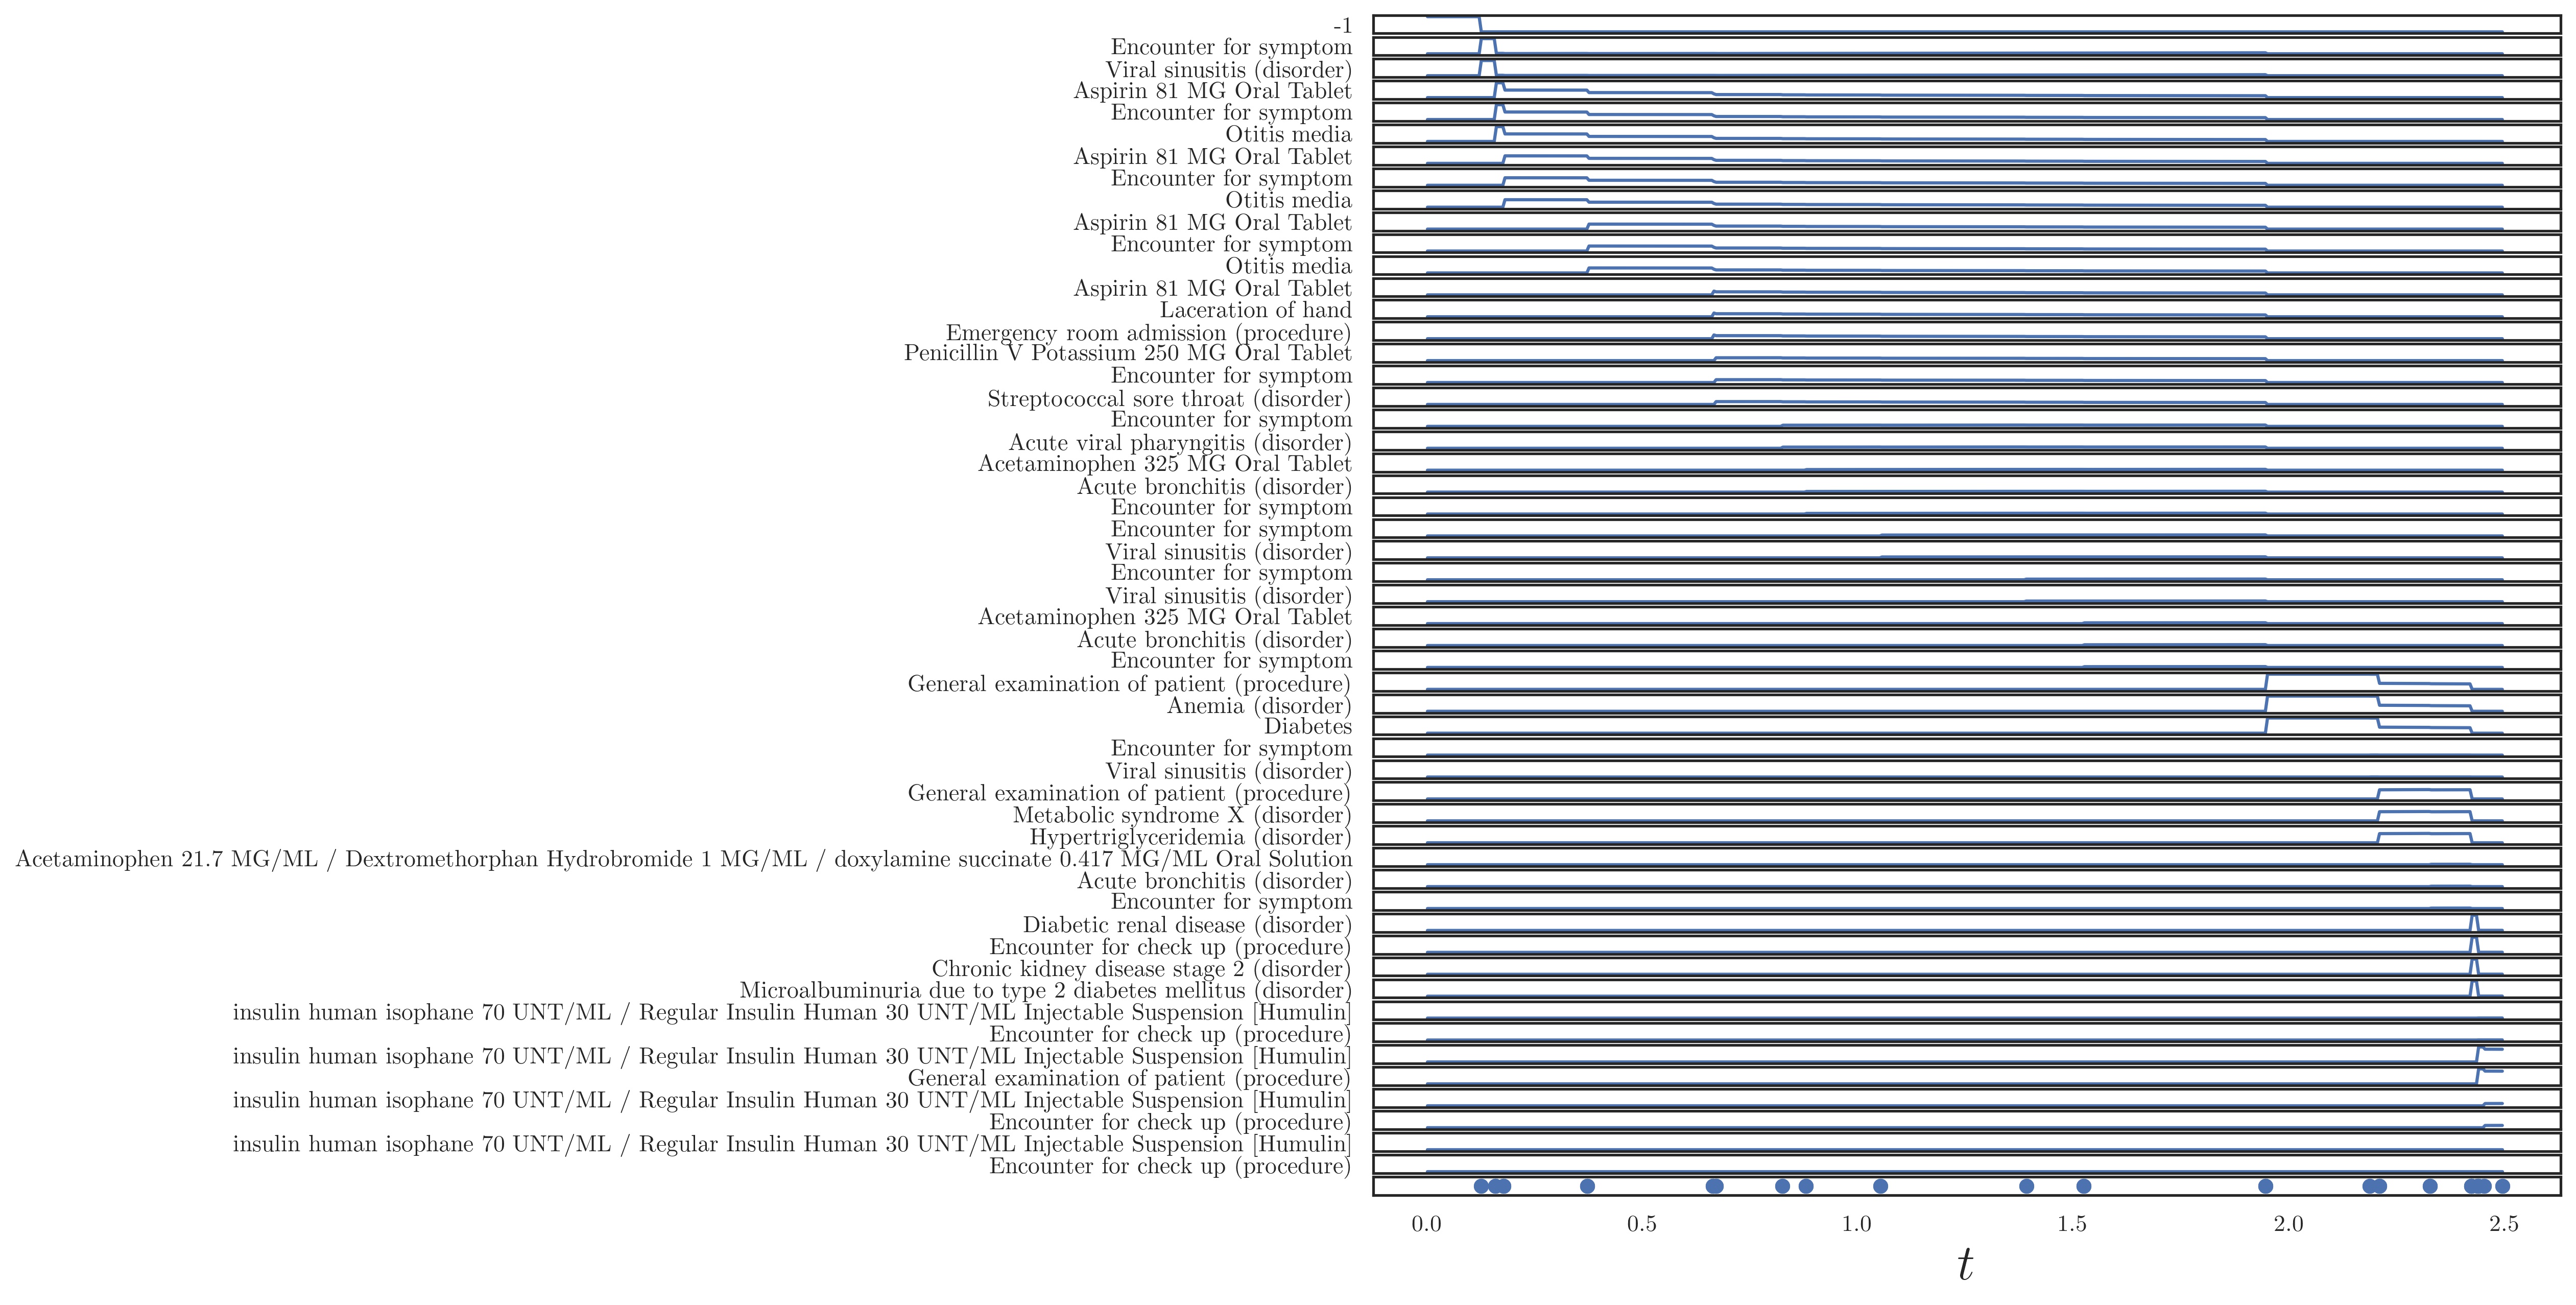 -1
Encounter for symptom
Viral sinusitis (disorder)
Aspirin 81 MG Oral Tablet
Encounter for symptom
Otitis media
Aspirin 81 MG Oral Tablet
Encounter for symptom
Otitis media
Aspirin 81 MG Oral Tablet
Encounter for symptom
Otitis media
Aspirin 81 MG Oral Tablet
Laceration of hand
Emergency room admission (procedure)
Penicillin V Potassium 250 MG Oral Tablet
Encounter for symptom
Streptococcal sore throat (disorder)
Encounter for symptom
Acute viral pharyngitis (disorder)
Acetaminophen 325 MG Oral Tablet
Acute bronchitis (disorder)
Encounter for symptom
Encounter for symptom
Viral sinusitis (disorder)
Encounter for symptom
Viral sinusitis (disorder)
Acetaminophen 325 MG Oral Tablet
Acute bronchitis (disorder)
Encounter for symptom
General examination of patient (procedure)
Anemia (disorder)
Diabetes
Encounter for symptom
Viral sinusitis (disorder)
General examination of patient (procedure)
Metabolic syndrome X (disorder)
Hypertriglyceridemia (disorder)
Acetaminophen 21.7 MG/ML / Dextromethorphan Hydrobromide 1 MG/ML / doxylamine succinate 0.417 MG/ML Oral Solution
Acute bronchitis (disorder)
Encounter for symptom
Diabetic renal disease (disorder)
Encounter for check up (procedure)
Chronic kidney disease stage 2 (disorder)
Microalbuminuria due to type 2 diabetes mellitus (disorder)
insulin human isophane 70 UNT/ML / Regular Insulin Human 30 UNT/ML Injectable Suspension [Humulin]
Encounter for check up (procedure)
insulin human isophane 70 UNT/ML / Regular Insulin Human 30 UNT/ML Injectable Suspension [Humulin]
General examination of patient (procedure)
insulin human isophane 70 UNT/ML / Regular Insulin Human 30 UNT/ML Injectable Suspension [Humulin]
Encounter for check up (procedure)
insulin human isophane 70 UNT/ML / Regular Insulin Human 30 UNT/ML Injectable Suspension [Humulin]
Encounter for check up (procedure)
0.0 0.5 1.0 1.5 2.0 2.5
t